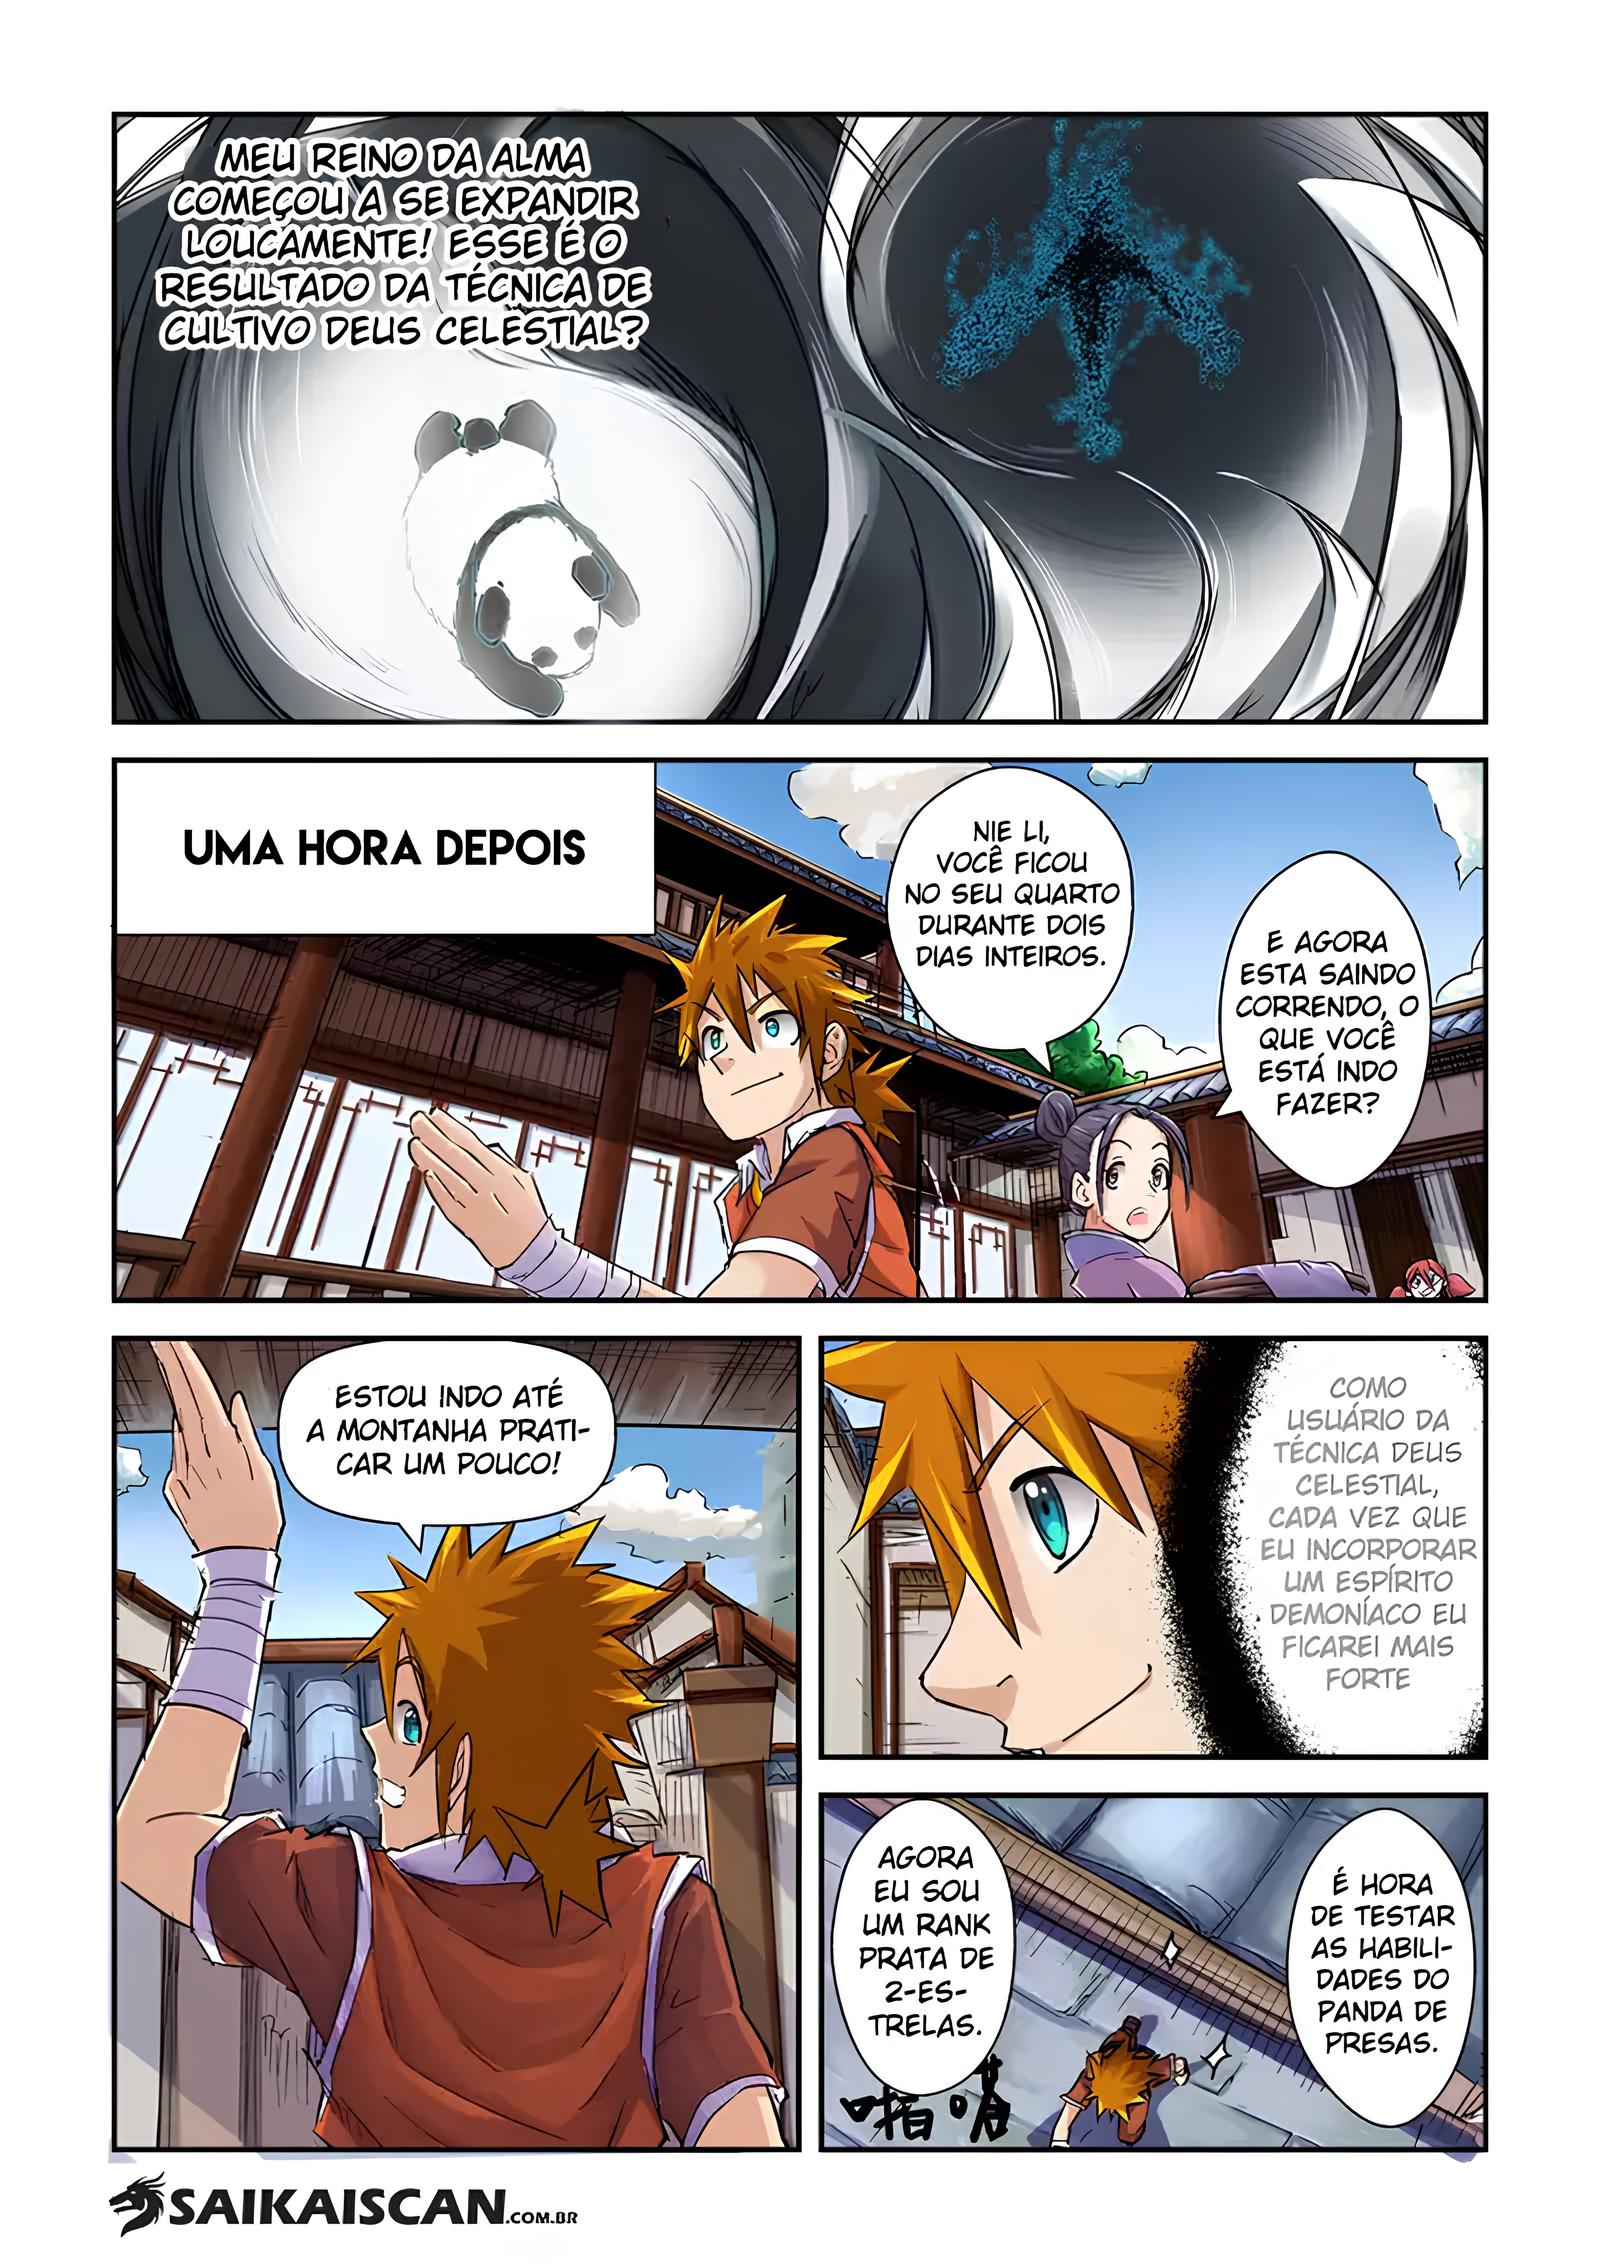 MEU REINO DA ALMA
COMEÇOU A SE EXPANDIR
LOUCAMENTE! ESSE É O
RESULTADO DA TÉCNICA DE
CULTIVO DEUS CELESTIAL?
UMA HORA DEPOIS
NIE LI,
VOCÊ FICOU
NO SEU QUARTO
DURANTE DOIS
DIAS INTEIROS.
E AGORA
ESTA SAINDO
CORRENDO, O
QUE VOCÊ
ESTÁ INDO
FAZER?
ESTOU INDO ATÉ
A MONTANHA PRATI-
CAR UM POUCO!
COMO
USUÁRIO DA
TÉCNICA DEUS
CELESTIAL,
CADA VEZ QUE
EU INCORPORAR
UM ESPÍRITO
DEMONÍACO EU
FICAREI MAIS
FORTE
AGORA
EU SOU
UM RANK
PRATA DE
2-ES-
TRELAS.
É HORA
DE TESTAR
AS HABILI-
DADES DO
PANDA DE
PRESAS.
啪嗒
SAIKAISCAN.COM.BR